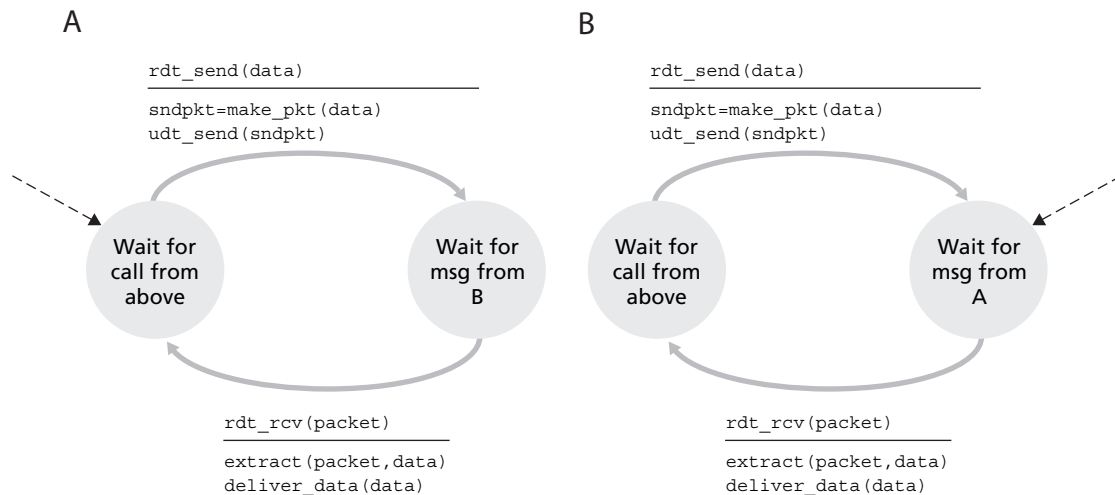 A
rdt_send(data)
sndpkt=make_pkt(data)
udt_send(sndpkt)
Wait for
call from
above
Wait for
msg from
B
rdt_rcv(packet)
extract(packet,data)
deliver_data(data)
B
rdt_send(data)
sndpkt=make_pkt(data)
udt_send(sndpkt)
Wait for
call from
above
Wait for
msg from
A
rdt_rcv(packet)
extract(packet,data)
deliver_data(data)